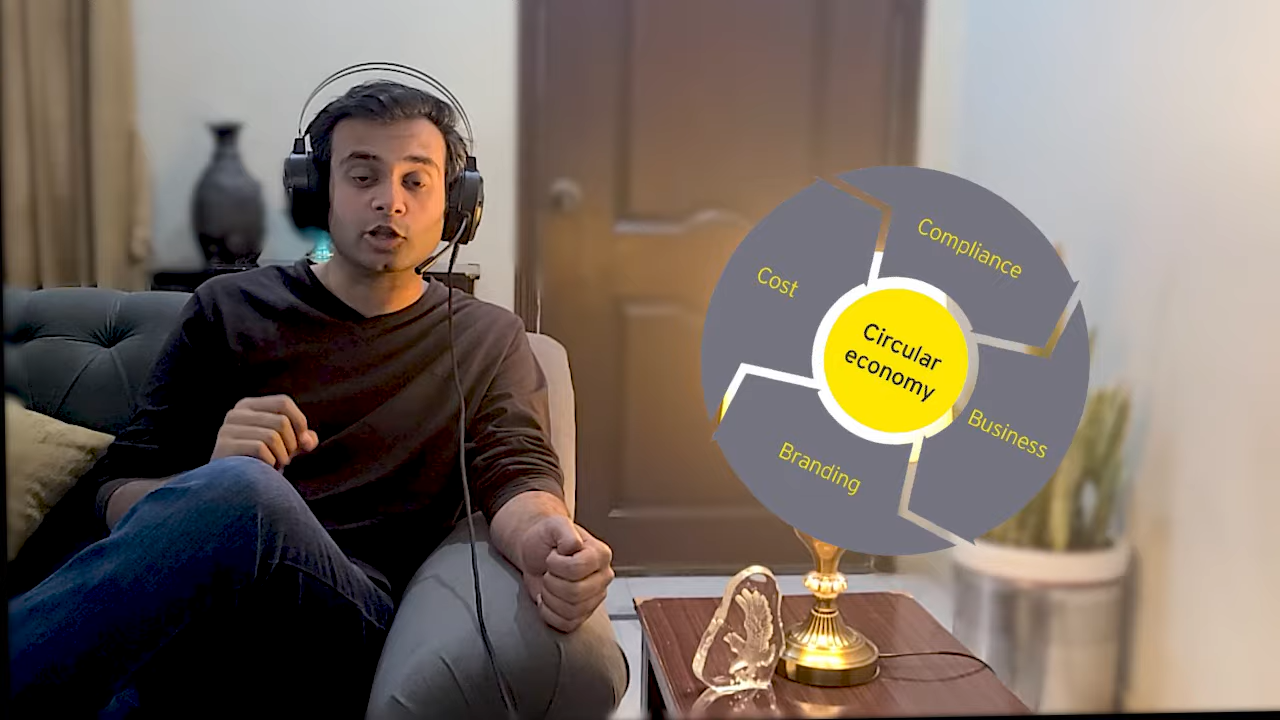 Compliance
Cost
Circular
economy
Business
Branding